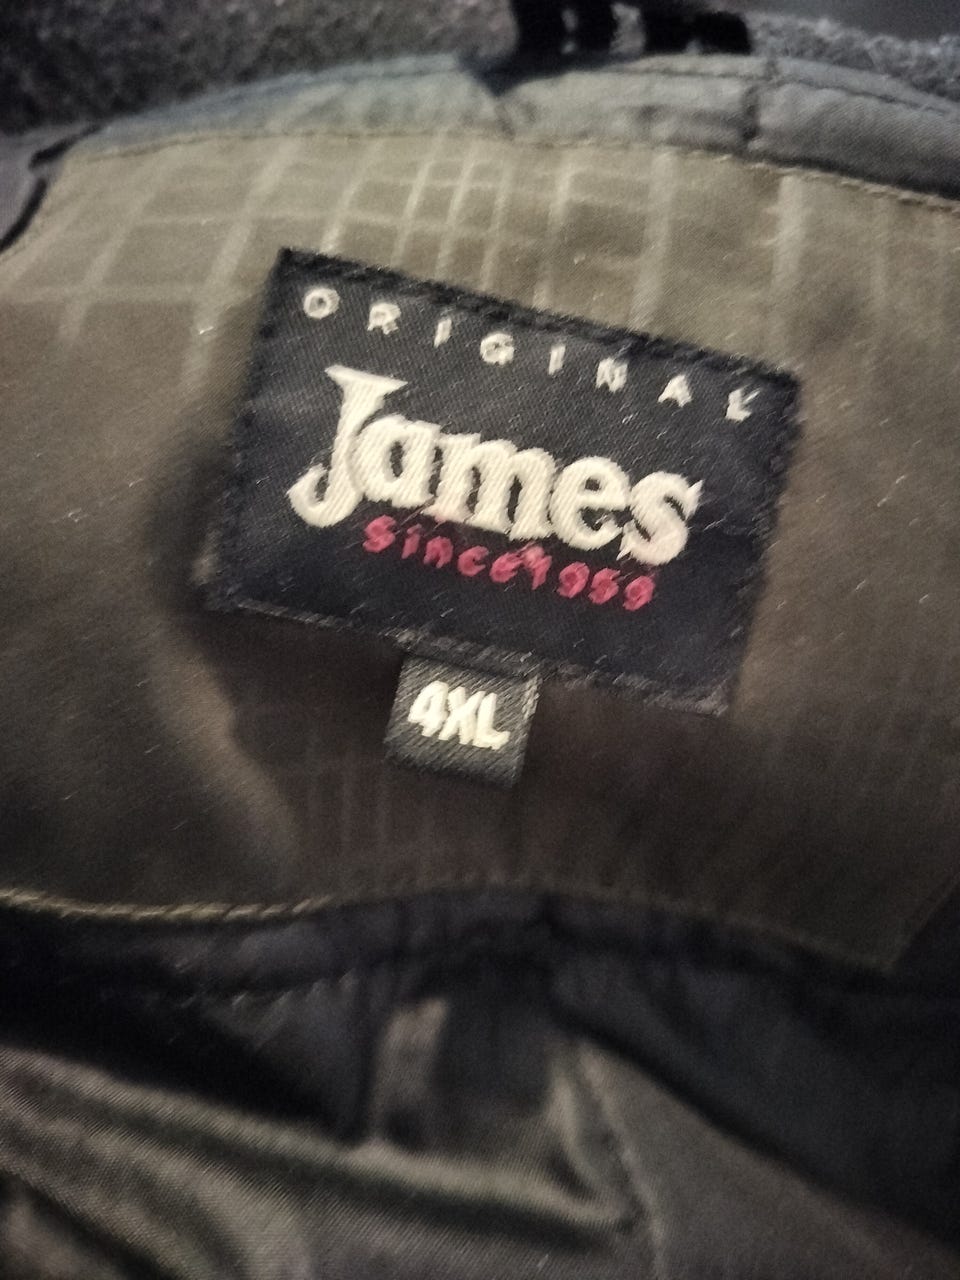 ORIGINAL
James
Since 1959
4XL